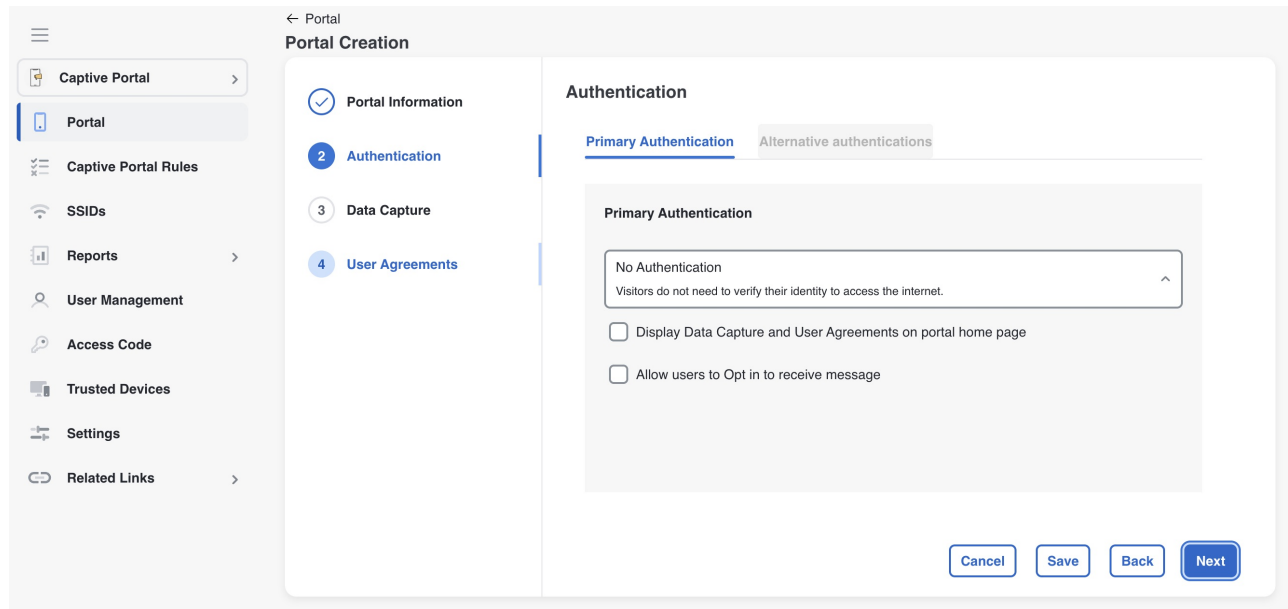 ← Portal
Portal Creation
Captive Portal
Portal
Captive Portal Rules
SSIDs
Reports
User Management
Access Code
Trusted Devices
Settings
Related Links
Portal Information
2 Authentication
3 Data Capture
4 User Agreements
Authentication
Primary Authentication Alternative authentications
Primary Authentication
No Authentication
Visitors do not need to verify their identity to access the internet.
Display Data Capture and User Agreements on portal home page
Allow users to Opt in to receive message
Cancel Save Back Next